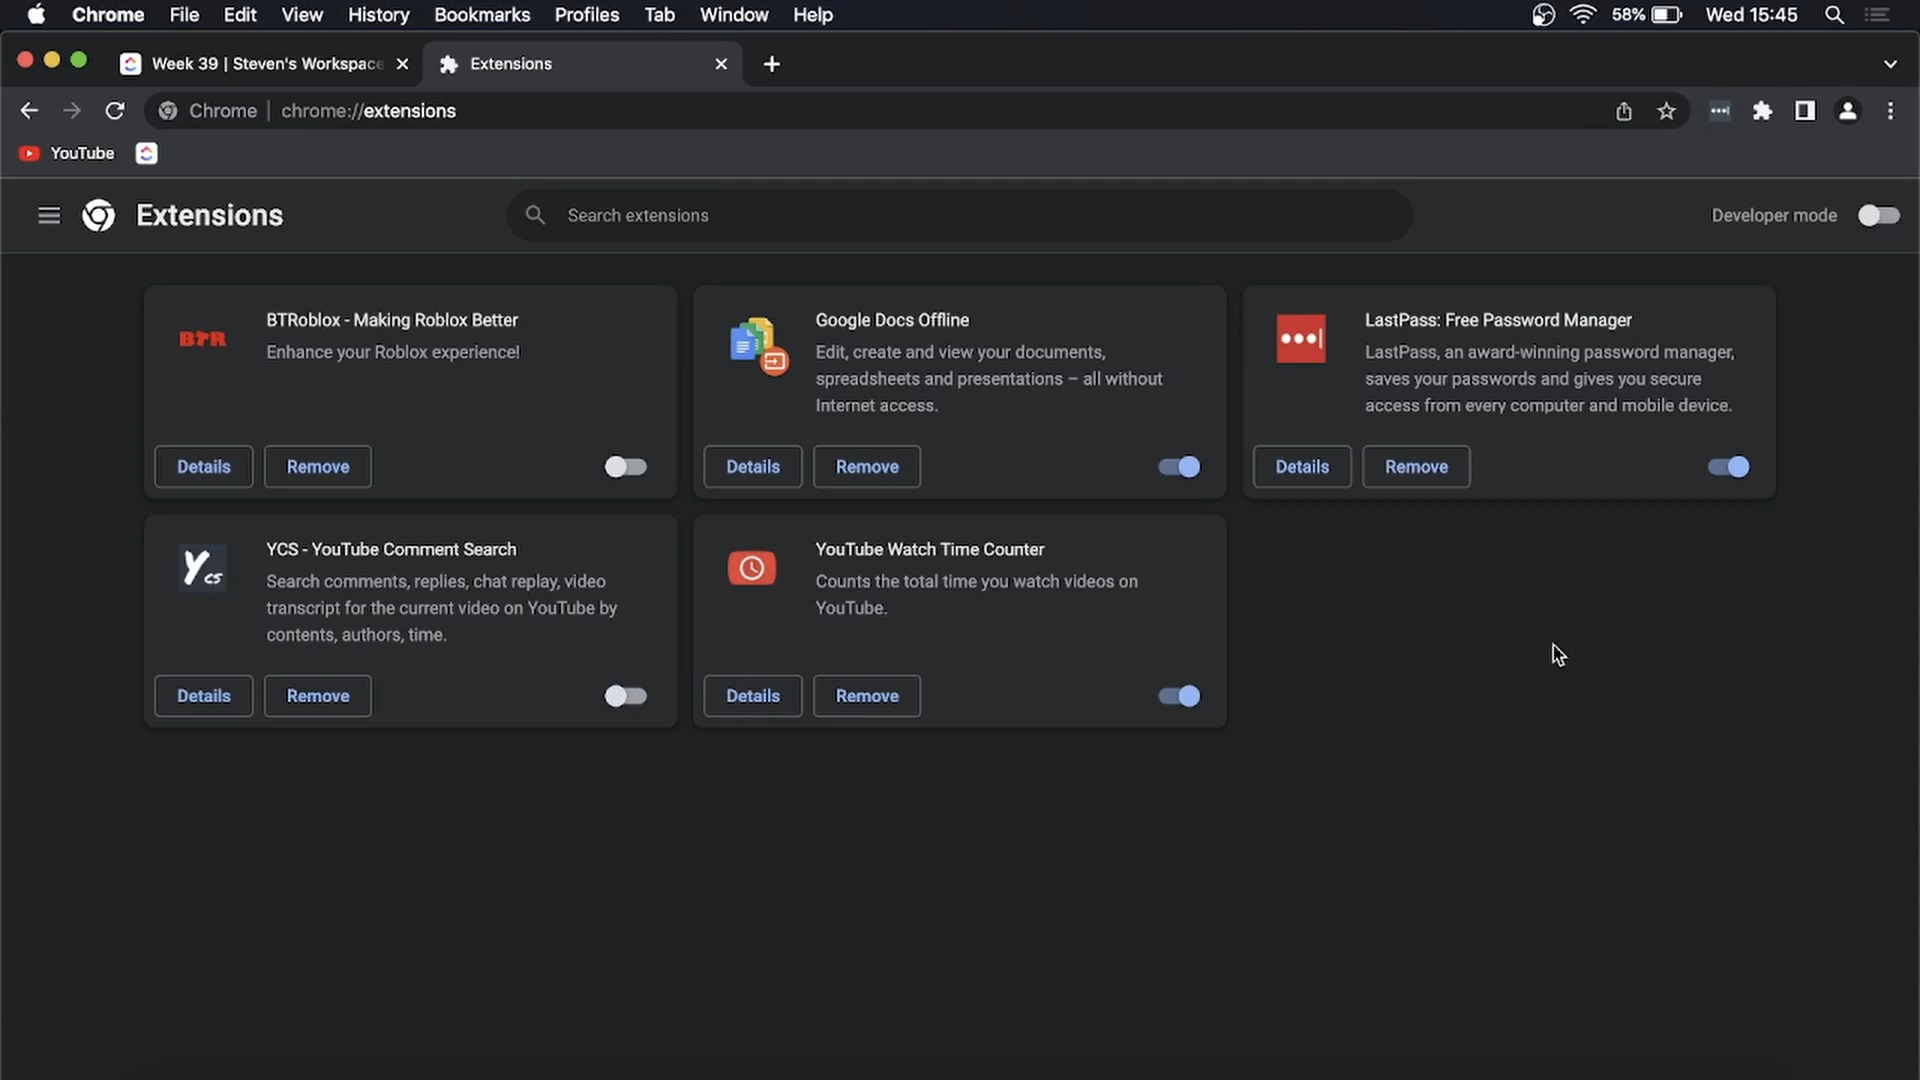 Chrome File Edit View History Bookmarks Profiles Tab Window Help 58% Wed 15:45
Week 39 | Steven's Workspace Extensions
Chrome | chrome://extensions
YouTube
Extensions Search extensions Developer mode
BTR
BTRoblox - Making Roblox Better
Enhance your Roblox experience!
Details Remove
Google Docs Offline
Edit, create and view your documents,
spreadsheets and presentations – all without
Internet access.
Details Remove
LastPass: Free Password Manager
LastPass, an award-winning password manager,
saves your passwords and gives you secure
access from every computer and mobile device.
Details Remove
Ycs
YCS - YouTube Comment Search
Search comments, replies, chat replay, video
transcript for the current video on YouTube by
contents, authors, time.
Details Remove
YouTube Watch Time Counter
Counts the total time you watch videos on
YouTube.
Details Remove